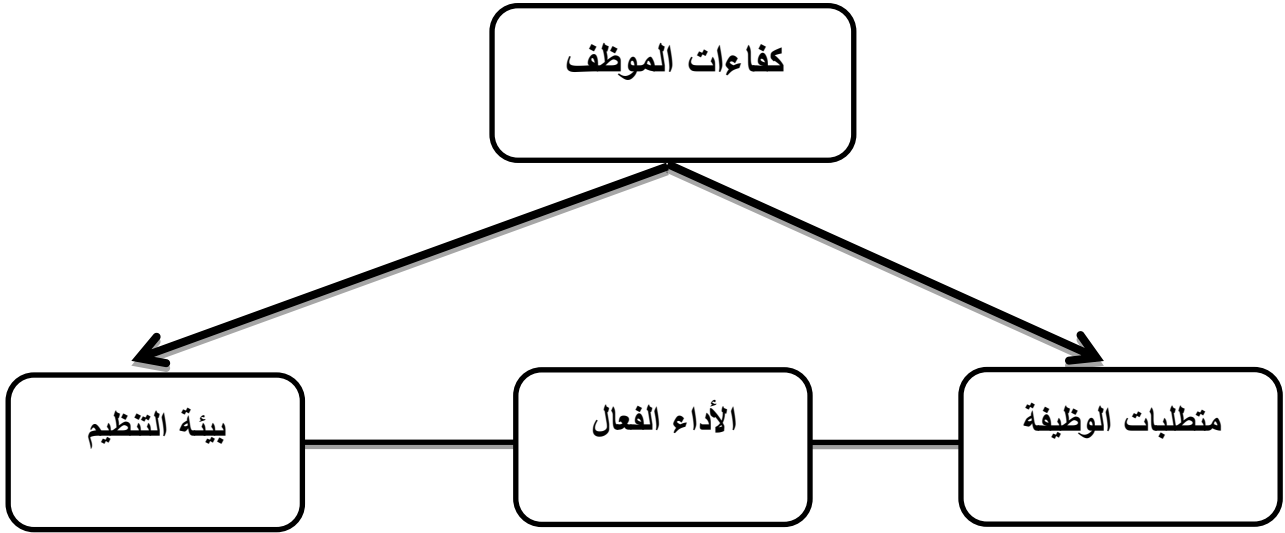 كفاءات الموظف
متطلبات الوظيفة
الأداء الفعال
بيئة التنظيم